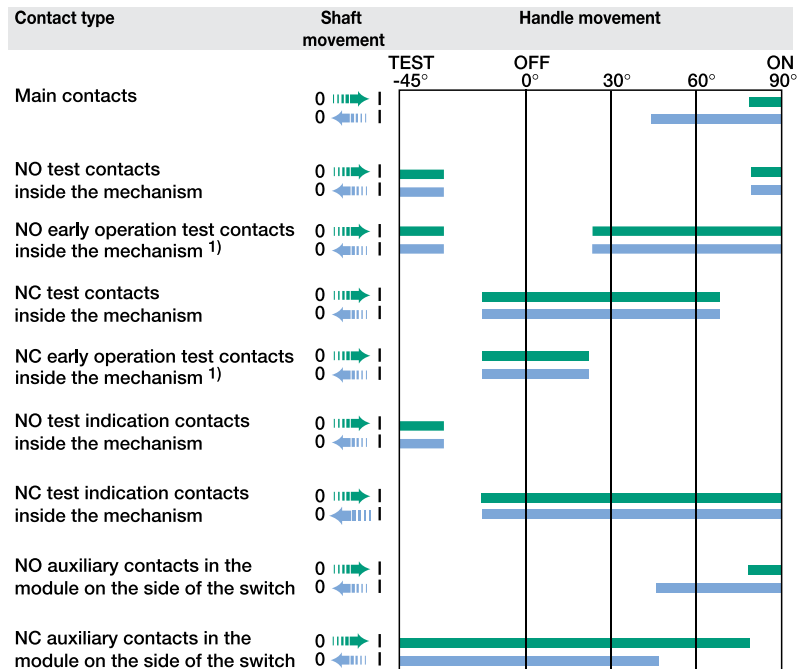 Contact type Shaft Handle movement
movement
TEST OFF ON
-45° 0° 30° 60° 90°
Main contacts 0 I
0
NO test contacts 0 I
inside the mechanism 0 I
NO early operation test contacts 0 I
inside the mechanism 1) 0 I
NC test contacts 0 I
inside the mechanism 0 I
NC early operation test contacts 0 I
inside the mechanism 1) 0 I
NO test indication contacts 0 I
inside the mechanism 0 I
NC test indication contacts 0 I
inside the mechanism 0 I
NO auxiliary contacts in the 0 I
module on the side of the switch 0 I
NC auxiliary contacts in the 0 I
module on the side of the switch 0 I